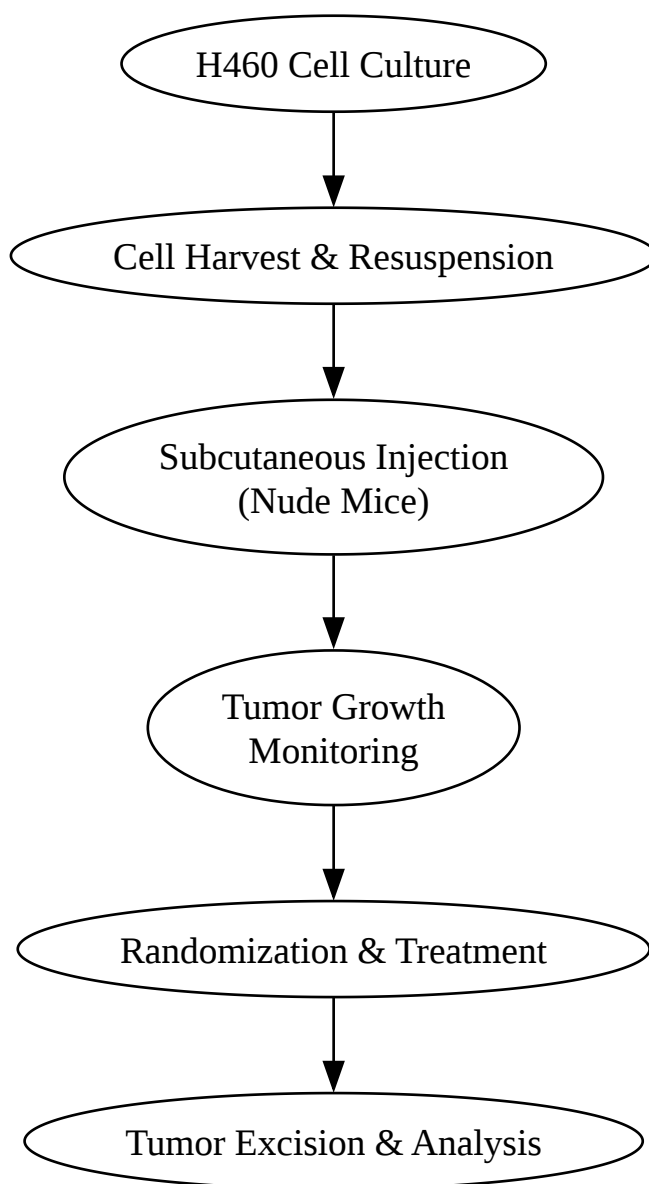 H460 Cell Culture
Cell Harvest & Resuspension
Subcutaneous Injection
(Nude Mice)
Tumor Growth
Monitoring
Randomization & Treatment
Tumor Excision & Analysis